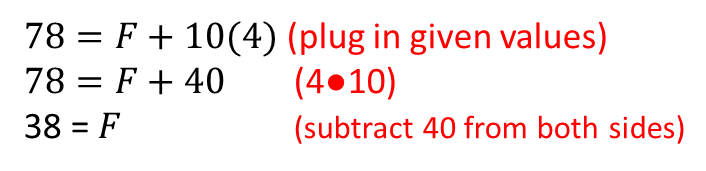 78 = F + 10(4) (plug in given values)
78 = F + 40 (4●10)
38 = F (subtract 40 from both sides)